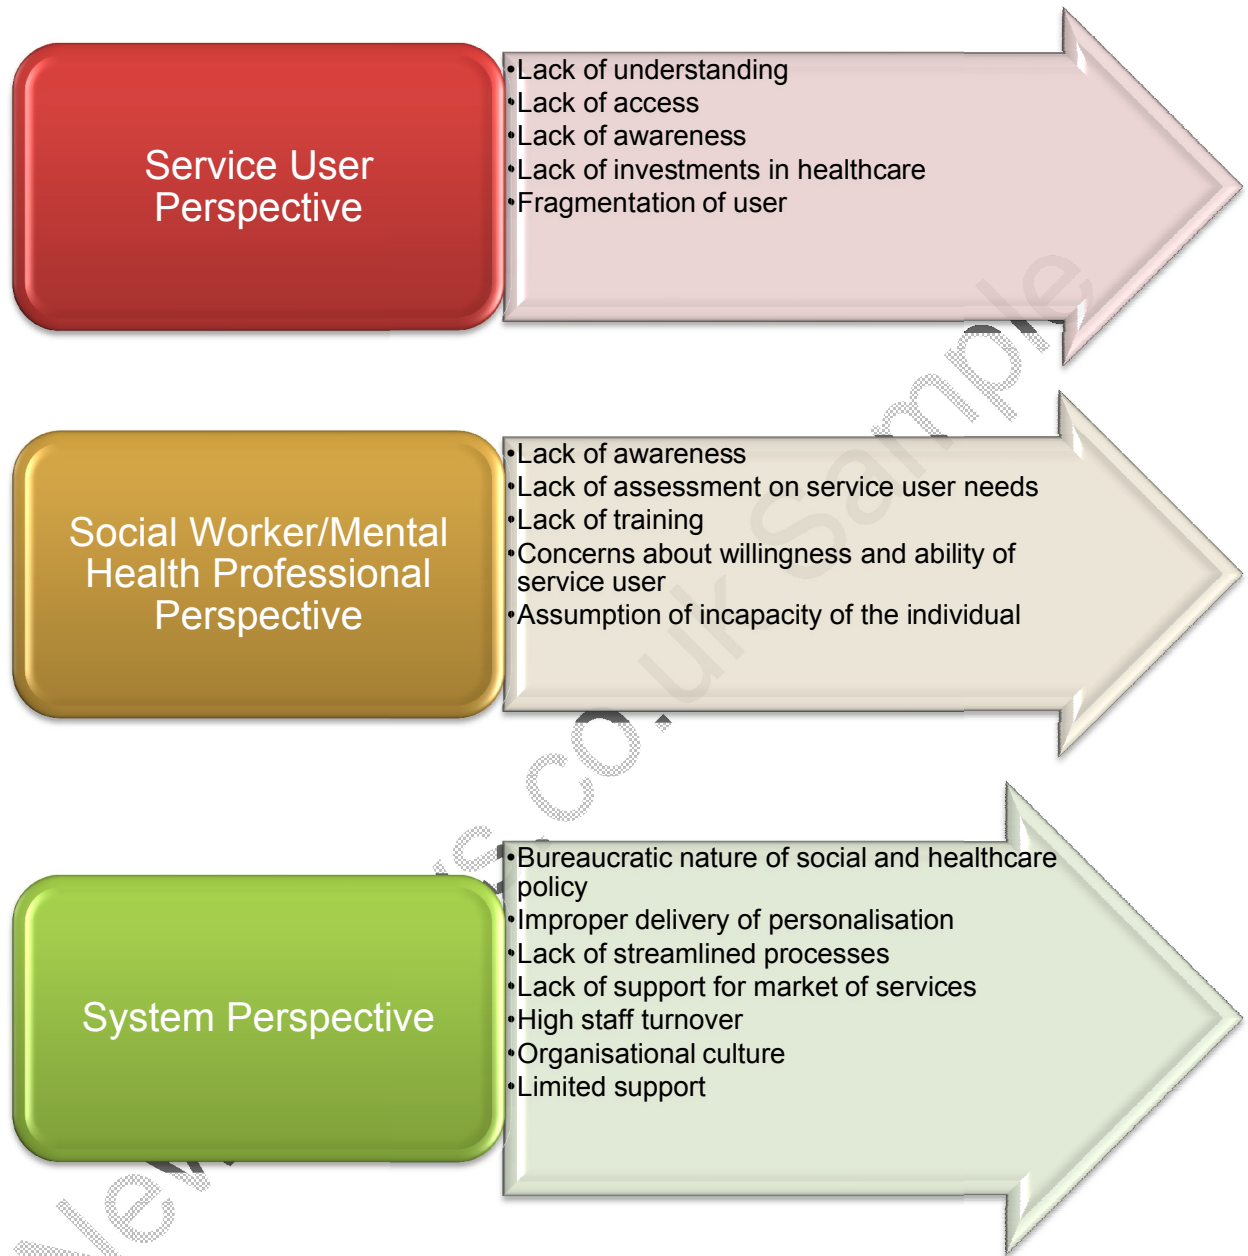 Service User
Perspective
•Lack of understanding
•Lack of access
•Lack of awareness
•Lack of investments in healthcare
•Fragmentation of user
Social Worker/Mental
Health Professional
Perspective
•Lack of awareness
•Lack of assessment on service user needs
•Lack of training
•Concerns about willingness and ability of
service user
•Assumption of incapacity of the individual
System Perspective
•Bureaucratic nature of social and healthcare
policy
•Improper delivery of personalisation
•Lack of streamlined processes
•Lack of support for market of services
•High staff turnover
•Organisational culture
•Limited support
.co.uk Sample